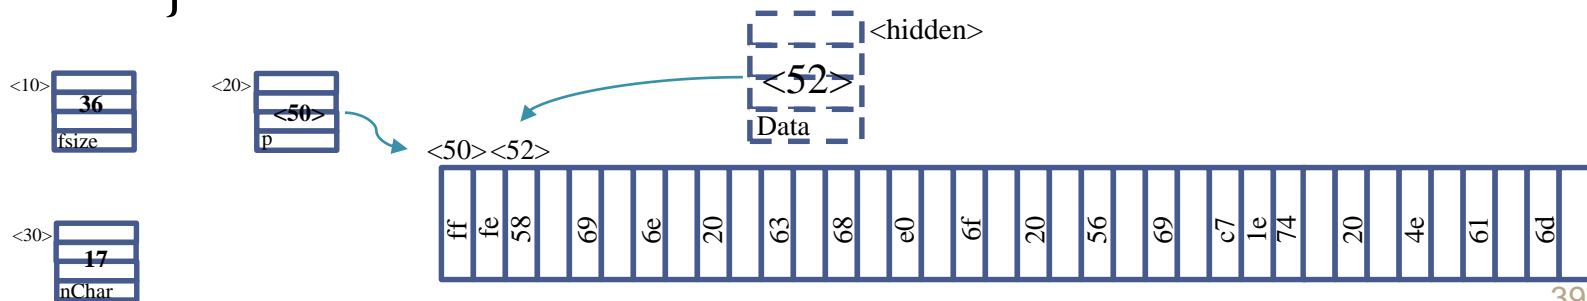 }
<hidden>
<10>
36
fsize
<20>
<50>
p
<52>
Data
<50> <52>
ff fe 58 69 6e 20 63 68 e0 6f 20 56 69 c7 1e 74 20 4e 61 6d
<30>
17
nChar
39